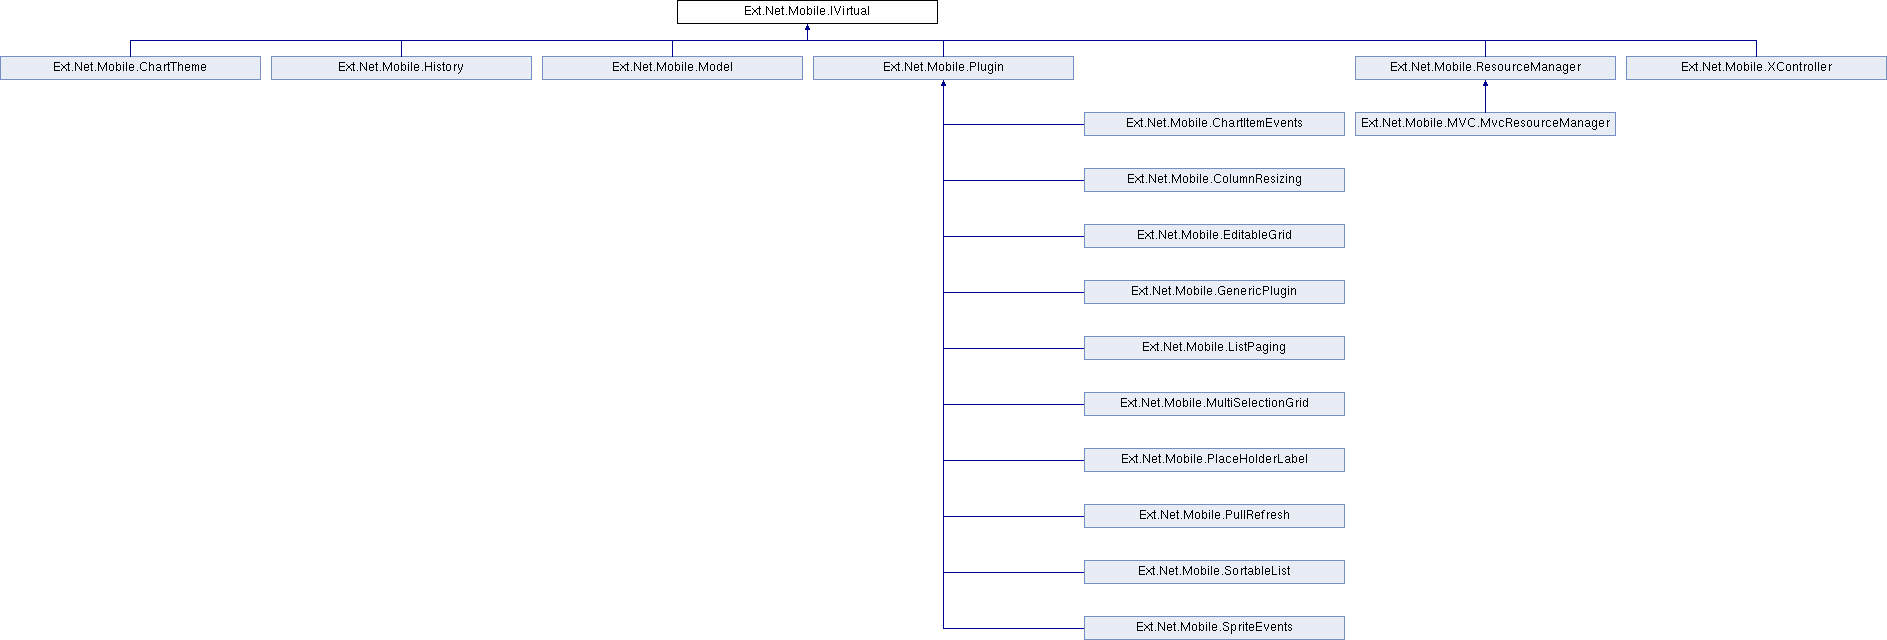 Ext.Net.Mobile.IVirtual
Ext.Net.Mobile.ChartTheme
Ext.Net.Mobile.History
Ext.Net.Mobile.Model
Ext.Net.Mobile.Plugin
Ext.Net.Mobile.ResourceManager
Ext.Net.Mobile.XController
Ext.Net.Mobile.ChartItemEvents
Ext.Net.Mobile.MVC.MvcResourceManager
Ext.Net.Mobile.ColumnResizing
Ext.Net.Mobile.EditableGrid
Ext.Net.Mobile.GenericPlugin
Ext.Net.Mobile.ListPaging
Ext.Net.Mobile.MultiSelectionGrid
Ext.Net.Mobile.PlaceHolderLabel
Ext.Net.Mobile.PullRefresh
Ext.Net.Mobile.SortableList
Ext.Net.Mobile.SpriteEvents